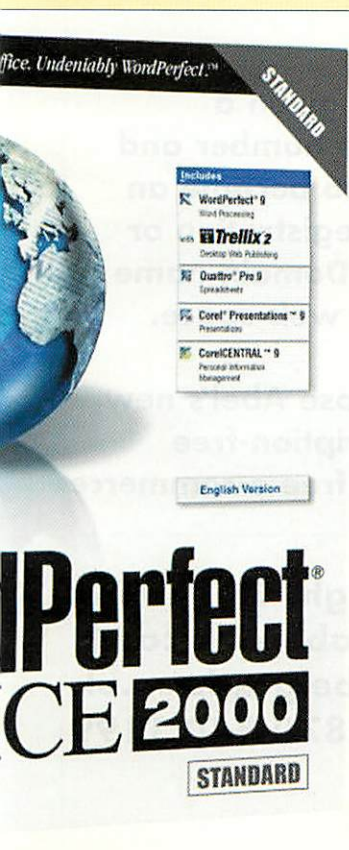 ffice. Undeniably WordPerfect.™
STANDARD
Includes
WordPerfect® 9
Word Processing
with Trellix 2
Desktop Web Publishing
Quattro® Pro 9
Spreadsheets
Corel® Presentations™ 9
Presentations
CorelCENTRAL™ 9
Personal Information
Management
English Version
dPerfect®
ICE 2000
STANDARD